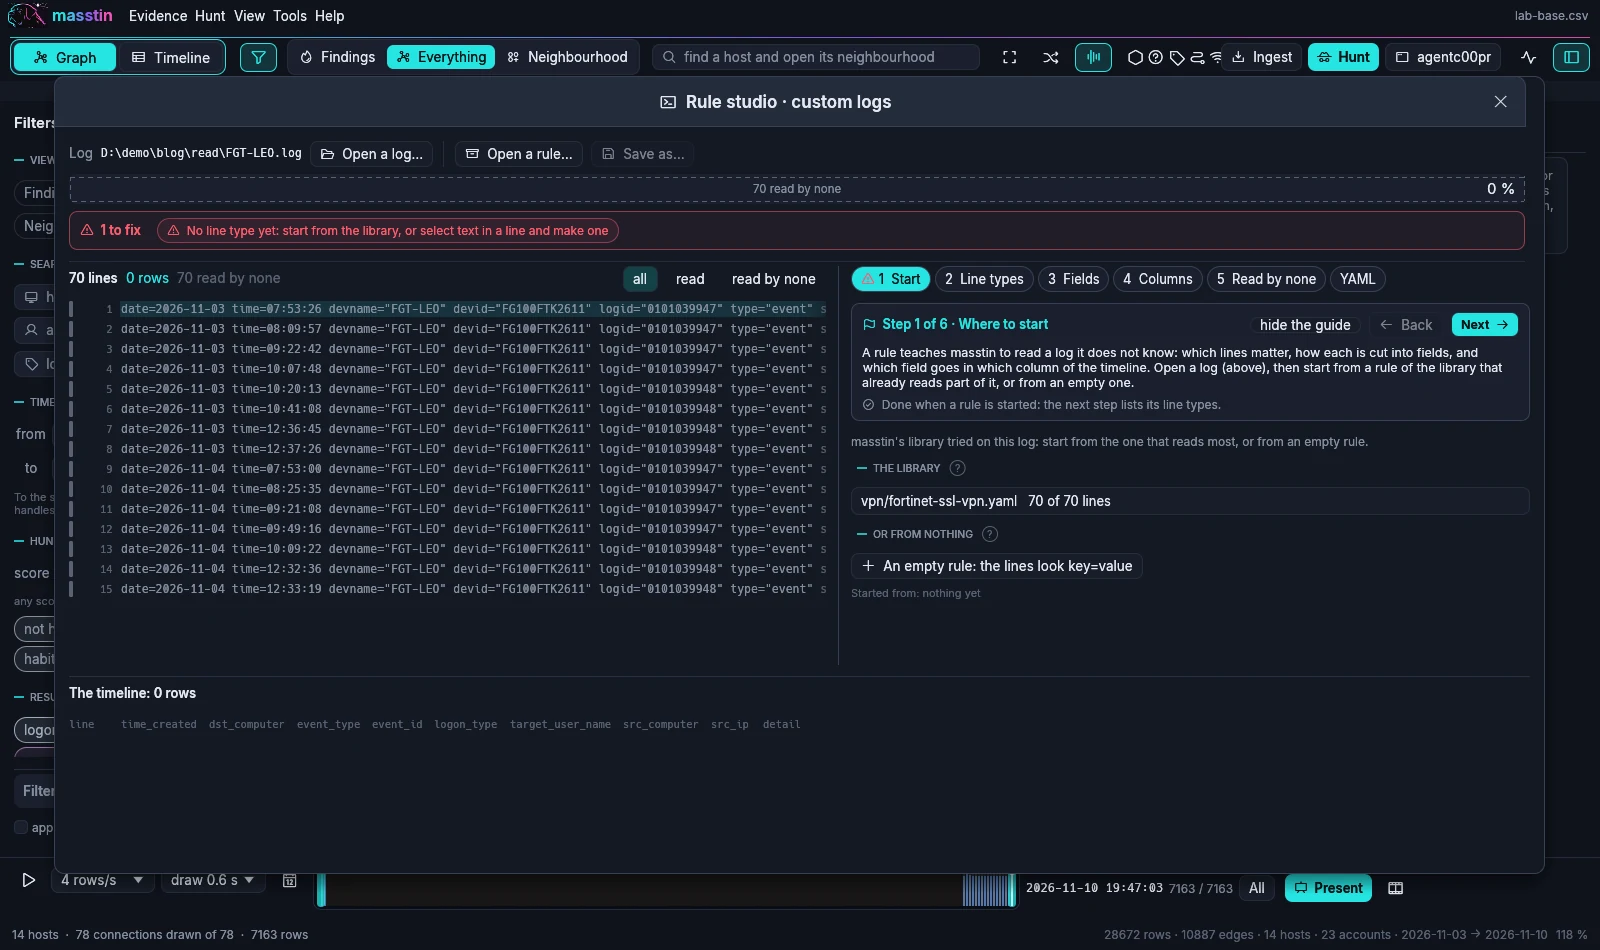 masstin Evidence Hunt View Tools Help lab-base.csv
Graph Timeline Findings Everything Neighbourhood find a host and open its neighbourhood Ingest Hunt agentc00pr
Rule studio · custom logs
Filters
Log D:\demo\blog\read\FGT-LEO.log Open a log... Open a rule... Save as...
VIEW
70 read by none 0 %
Findi
Neig
1 to fix No line type yet: start from the library, or select text in a line and make one
SEAR
70 lines 0 rows 70 read by none all read read by none
1 Start 2 Line types 3 Fields 4 Columns 5 Read by none YAML
1 date=2026-11-03 time=07:53:26 devname="FGT-LEO" devid="FG100FTK2611" logid="0101039947" type="event" s
2 date=2026-11-03 time=08:09:57 devname="FGT-LEO" devid="FG100FTK2611" logid="0101039947" type="event" s
3 date=2026-11-03 time=09:22:42 devname="FGT-LEO" devid="FG100FTK2611" logid="0101039947" type="event" s
4 date=2026-11-03 time=10:07:48 devname="FGT-LEO" devid="FG100FTK2611" logid="0101039947" type="event" s
5 date=2026-11-03 time=10:20:13 devname="FGT-LEO" devid="FG100FTK2611" logid="0101039948" type="event" s
6 date=2026-11-03 time=10:41:08 devname="FGT-LEO" devid="FG100FTK2611" logid="0101039948" type="event" s
7 date=2026-11-03 time=12:36:45 devname="FGT-LEO" devid="FG100FTK2611" logid="0101039948" type="event" s
8 date=2026-11-03 time=12:37:26 devname="FGT-LEO" devid="FG100FTK2611" logid="0101039948" type="event" s
9 date=2026-11-04 time=07:53:00 devname="FGT-LEO" devid="FG100FTK2611" logid="0101039947" type="event" s
10 date=2026-11-04 time=08:25:35 devname="FGT-LEO" devid="FG100FTK2611" logid="0101039947" type="event" s
11 date=2026-11-04 time=09:21:08 devname="FGT-LEO" devid="FG100FTK2611" logid="0101039947" type="event" s
12 date=2026-11-04 time=09:49:16 devname="FGT-LEO" devid="FG100FTK2611" logid="0101039947" type="event" s
13 date=2026-11-04 time=10:09:22 devname="FGT-LEO" devid="FG100FTK2611" logid="0101039948" type="event" s
14 date=2026-11-04 time=12:32:36 devname="FGT-LEO" devid="FG100FTK2611" logid="0101039948" type="event" s
15 date=2026-11-04 time=12:33:19 devname="FGT-LEO" devid="FG100FTK2611" logid="0101039948" type="event" s
Step 1 of 6 · Where to start hide the guide Back Next
A rule teaches masstin to read a log it does not know: which lines matter, how each is cut into fields, and
which field goes in which column of the timeline. Open a log (above), then start from a rule of the library that
already reads part of it, or from an empty one.
Done when a rule is started: the next step lists its line types.
masstin's library tried on this log: start from the one that reads most, or from an empty rule.
THE LIBRARY ?
vpn/fortinet-ssl-vpn.yaml 70 of 70 lines
OR FROM NOTHING ?
An empty rule: the lines look key=value
Started from: nothing yet
TIME
from
to
To the s
handles
HUN
score
any sco
not h
habit
RESU
logor
Filter
app
The timeline: 0 rows
line time_created dst_computer event_type event_id logon_type target_user_name src_computer src_ip detail
4 rows/s draw 0.6 s 12 2026-11-10 19:47:03 7163 / 7163 All Present
14 hosts · 78 connections drawn of 78 · 7163 rows 28672 rows · 10887 edges · 14 hosts · 23 accounts · 2026-11-03 → 2026-11-10 118 %